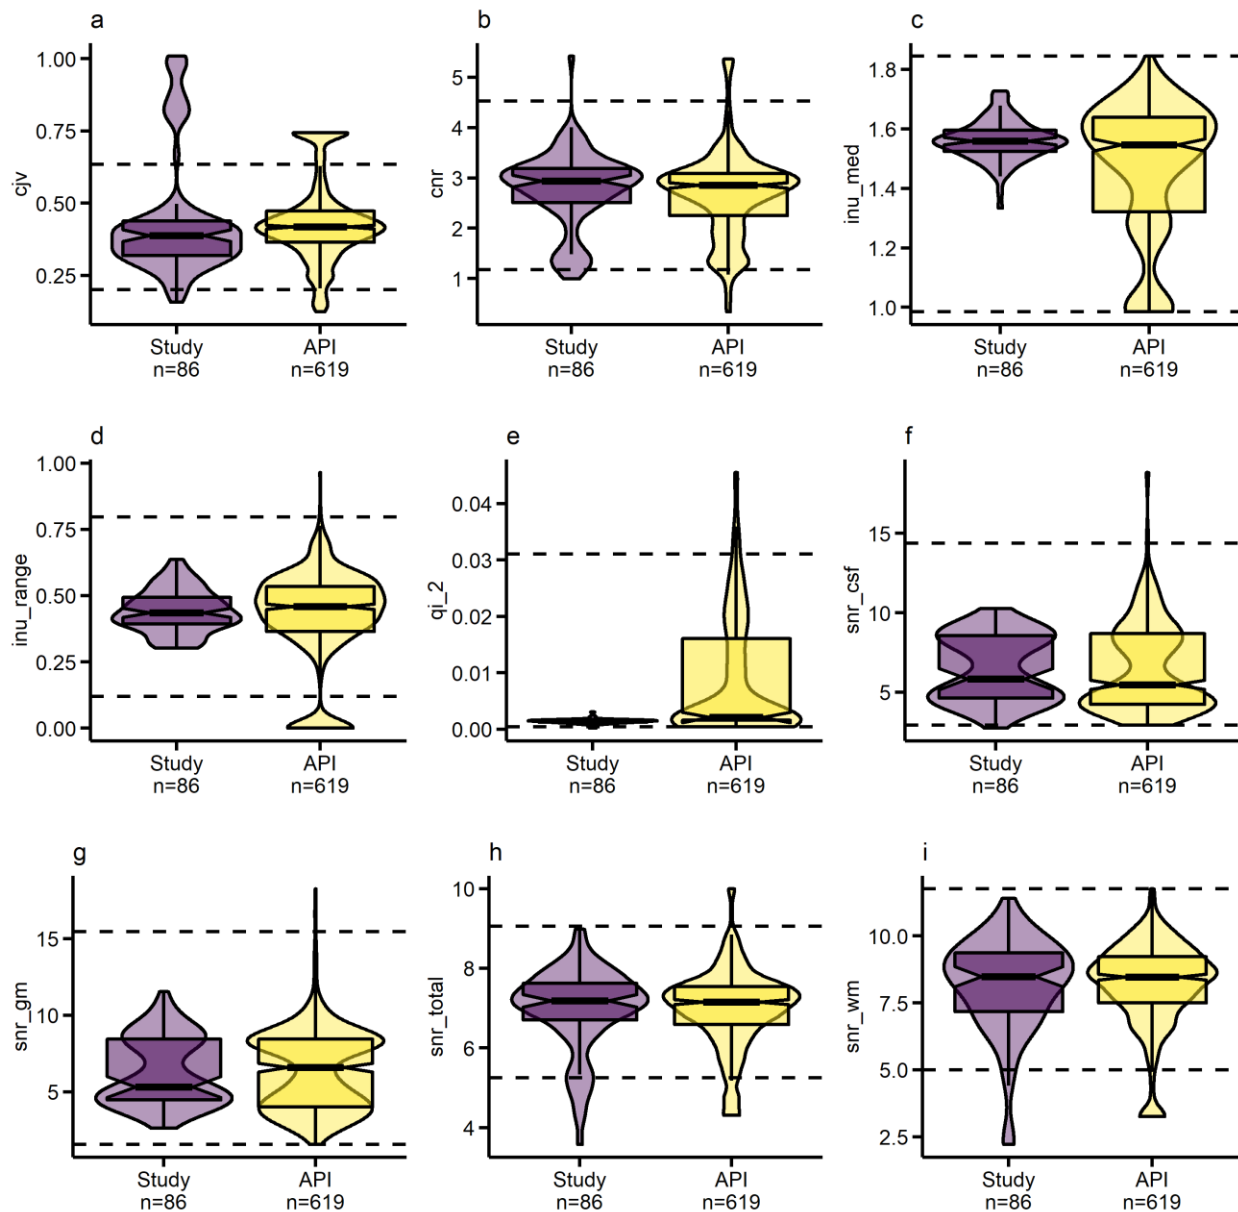 a
1.00
0.75
0.50
0.25
cjv
Study
n=86
API
n=619
b
5
4
3
2
1
cnr
Study
n=86
API
n=619
c
1.8
1.6
1.4
1.2
1.0
inu_med
Study
n=86
API
n=619
d
1.00
0.75
0.50
0.25
0.00
inu_range
Study
n=86
API
n=619
e
0.04
0.03
0.02
0.01
0.00
qi_2
Study
n=86
API
n=619
f
15
10
5
snr_csf
Study
n=86
API
n=619
g
15
10
5
snr_gm
Study
n=86
API
n=619
h
10
8
6
4
snr_total
Study
n=86
API
n=619
i
10.0
7.5
5.0
2.5
snr_wm
Study
n=86
API
n=619